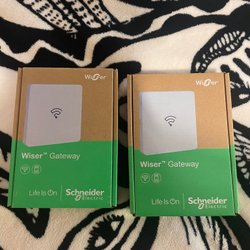 Wiser
Wiser™ Gateway
Life Is On
Schneider
Electric
Wiser
Wiser™ Gateway
Life Is On
Schneider
Electric